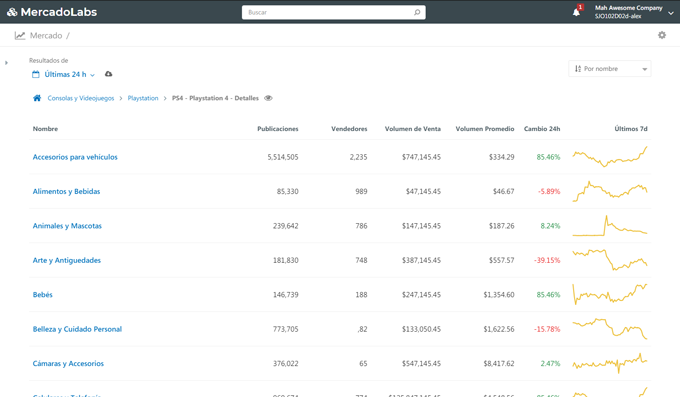 MercadoLabs
Buscar
1
Mah Awesome Company
SJO102D02d-alex
Mercado /
Resultados de
Últimas 24 h
Por nombre
Consolas y Videojuegos > Playstation > PS4 - Playstation 4 - Detalles
Nombre Publicaciones Vendedores Volumen de Venta Volumen Promedio Cambio 24h Últimos 7d
Accesorios para vehículos 5,514,505 2,235 $747,145.45 $334.29 85.46%
Alimentos y Bebidas 85,330 989 $47,145.45 $46.67 -5.89%
Animales y Mascotas 239,642 786 $147,145.45 $187.26 8.24%
Arte y Antiguedades 181,830 748 $387,145.45 $557.57 -39.15%
Bebés 146,739 188 $247,145.45 $1,354.60 85.46%
Belleza y Cuidado Personal 773,705 ,82 $133,050.45 $1,622.56 -15.78%
Cámaras y Accesorios 376,022 65 $547,145.45 $8,417.62 2.47%